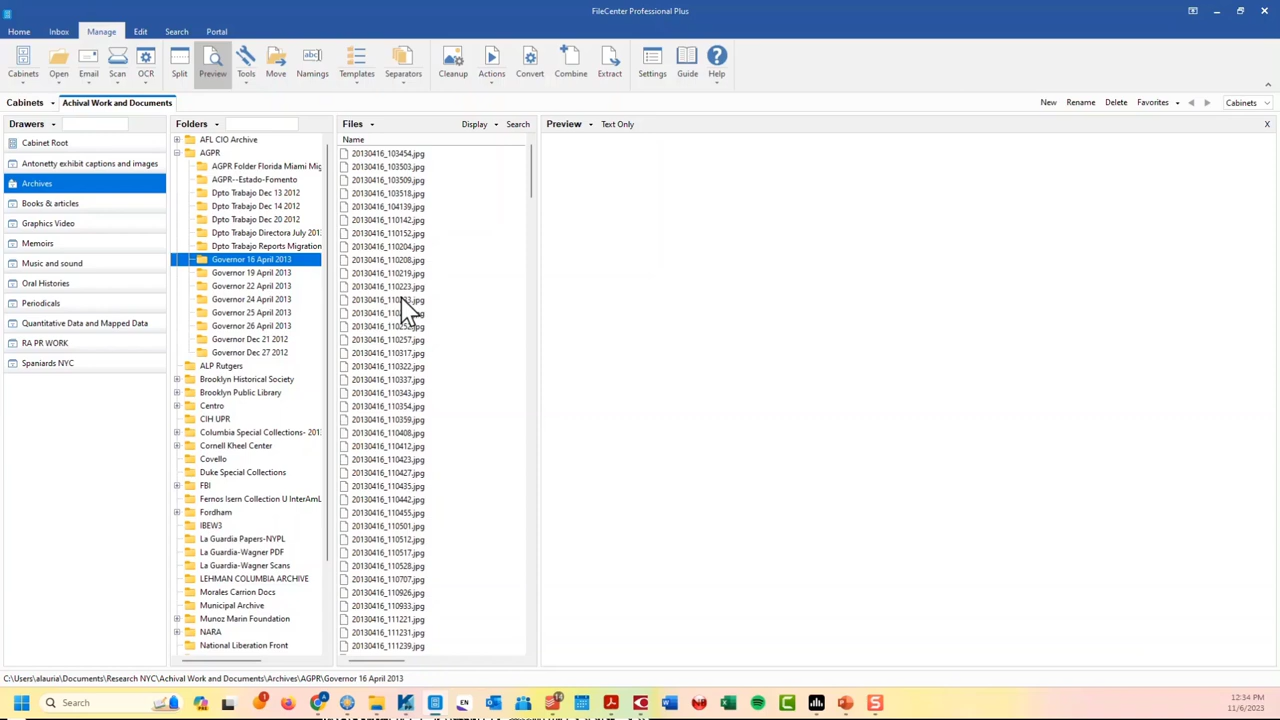 FileCenter Professional Plus
Home Inbox Manage Edit Search Portal
Cabinets Open Email Scan OCR Split Preview Tools Move Namings Templates Separators Cleanup Actions Convert Combine Extract Settings Guide Help
Cabinets Achival Work and Documents New Rename Delete Favorites Cabinets
Drawers
Cabinet Root
Antonetty exhibit captions and images
Archives
Books & articles
Graphics Video
Memoirs
Music and sound
Oral Histories
Periodicals
Quantitative Data and Mapped Data
RA PR WORK
Spaniards NYC
Folders
AFL CIO Archive
AGPR
AGPR Folder Florida Miami Mig
AGPR--Estado-Fomento
Dpto Trabajo Dec 13 2012
Dpto Trabajo Dec 14 2012
Dpto Trabajo Dec 20 2012
Dpto Trabajo Directora July 201
Dpto Trabajo Reports Migration
Governor 16 April 2013
Governor 19 April 2013
Governor 22 April 2013
Governor 24 April 2013
Governor 25 April 2013
Governor 26 April 2013
Governor Dec 21 2012
Governor Dec 27 2012
ALP Rutgers
Brooklyn Historical Society
Brooklyn Public Library
Centro
CIH UPR
Columbia Special Collections- 201
Cornell Kheel Center
Covello
Duke Special Collections
FBI
Fernos Isern Collection U InterAmL
Fordham
IBEW3
La Guardia Papers-NYPL
La Guardia-Wagner PDF
La Guardia-Wagner Scans
LEHMAN COLUMBIA ARCHIVE
Morales Carrion Docs
Municipal Archive
Munoz Marin Foundation
NARA
National Liberation Front
Files Display Search
Name
20130416_103454.jpg
20130416_103503.jpg
20130416_103509.jpg
20130416_103518.jpg
20130416_104139.jpg
20130416_110142.jpg
20130416_110152.jpg
20130416_110204.jpg
20130416_110208.jpg
20130416_110219.jpg
20130416_110223.jpg
20130416_110257.jpg
20130416_110317.jpg
20130416_110322.jpg
20130416_110337.jpg
20130416_110343.jpg
20130416_110354.jpg
20130416_110359.jpg
20130416_110408.jpg
20130416_110412.jpg
20130416_110423.jpg
20130416_110427.jpg
20130416_110435.jpg
20130416_110442.jpg
20130416_110455.jpg
20130416_110501.jpg
20130416_110512.jpg
20130416_110517.jpg
20130416_110528.jpg
20130416_110707.jpg
20130416_110926.jpg
20130416_110933.jpg
20130416_111221.jpg
20130416_111231.jpg
20130416_111239.jpg
Preview Text Only X
C:\Users\alauria\Documents\Research NYC\Achival Work and Documents\Archives\AGPR\Governor 16 April 2013
Search
EN
12:34 PM
11/6/2023